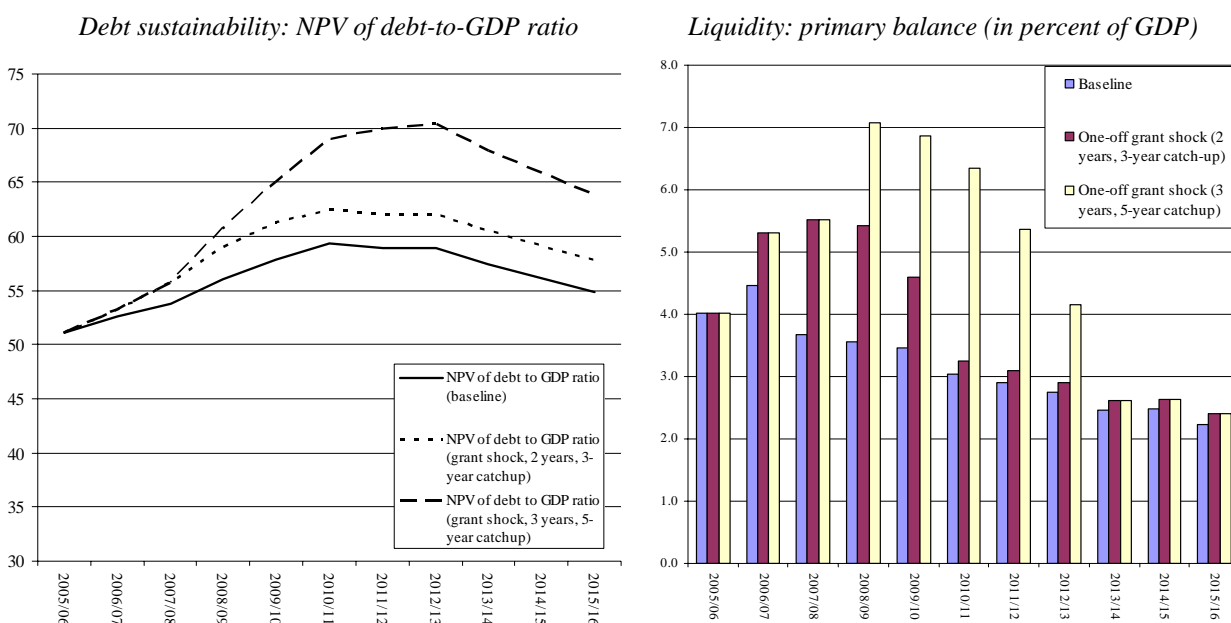 Debt sustainability: NPV of debt-to-GDP ratio
75
70
65
60
55
50
45
40
35
30
NPV of debt to GDP ratio
(baseline)
NPV of debt to GDP ratio
(grant shock, 2 years, 3-
year catchup)
NPV of debt to GDP ratio
(grant shock, 3 years, 5-
year catchup)
2005/06
2006/07
2007/08
2008/09
2009/10
2010/11
2011/12
2012/13
2013/14
2014/15
2015/16
Liquidity: primary balance (in percent of GDP)
8.0
7.0
6.0
5.0
4.0
3.0
2.0
1.0
0.0
Baseline
One-off grant shock (2
years, 3-year catch-up)
One-off grant shock (3
years, 5-year catchup)
2005/06
2006/07
2007/08
2008/09
2009/10
2010/11
2011/12
2012/13
2013/14
2014/15
2015/16